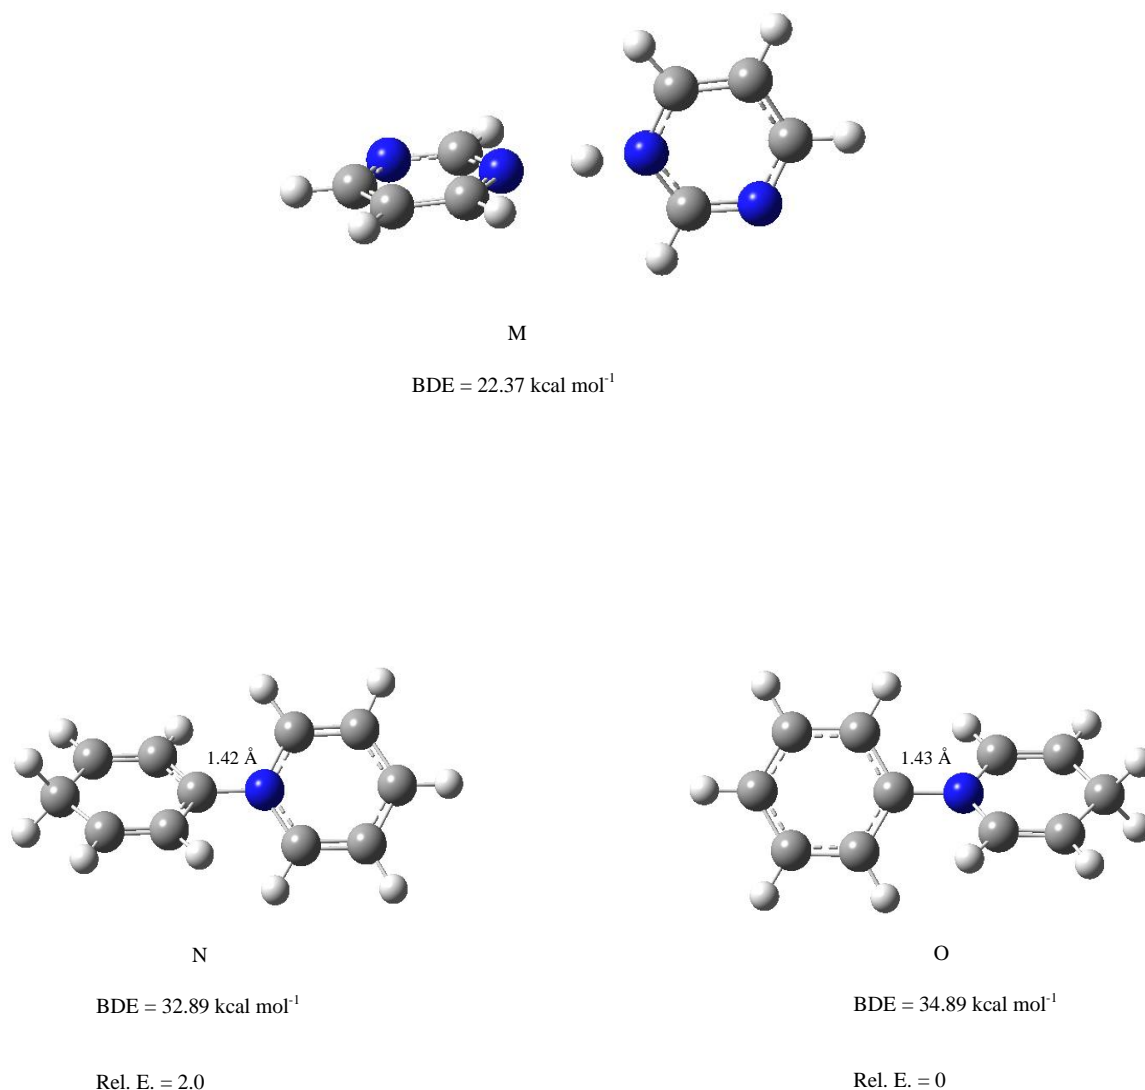 M
BDE = 22.37 kcal mol⁻¹
1.42 Å
1.43 Å
N
O
BDE = 32.89 kcal mol⁻¹
BDE = 34.89 kcal mol⁻¹
Rel. E. = 2.0
Rel. E. = 0